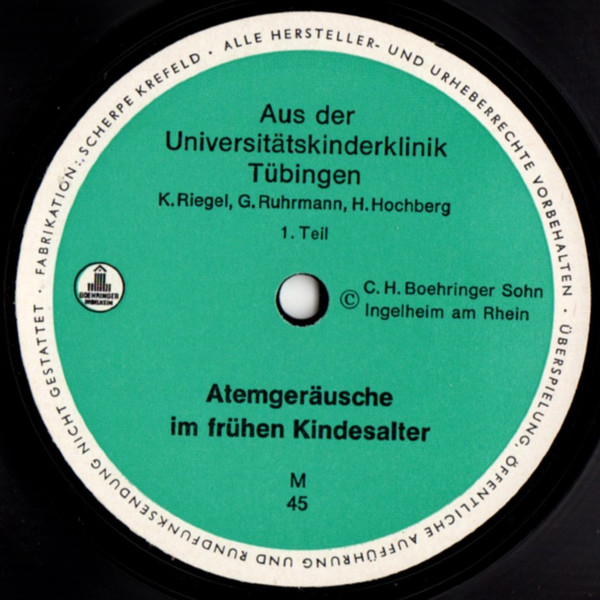 Aus der
Universitätskinderklinik
Tübingen
K. Riegel, G. Ruhrmann, H. Hochberg
1. Teil
BOEHRINGER
INGELHEIM
© C. H. Boehringer Sohn
Ingelheim am Rhein
Atemgeräusche
im frühen Kindesalter
M
45
FABRIKATION: SCHERPE KREFELD · ALLE HERSTELLER- UND URHEBERRECHTE VORBEHALTEN · ÜBERSPIELUNG, ÖFFENTLICHE AUFFÜHRUNG UND RUNDFUNKSENDUNG NICHT GESTATTET ·